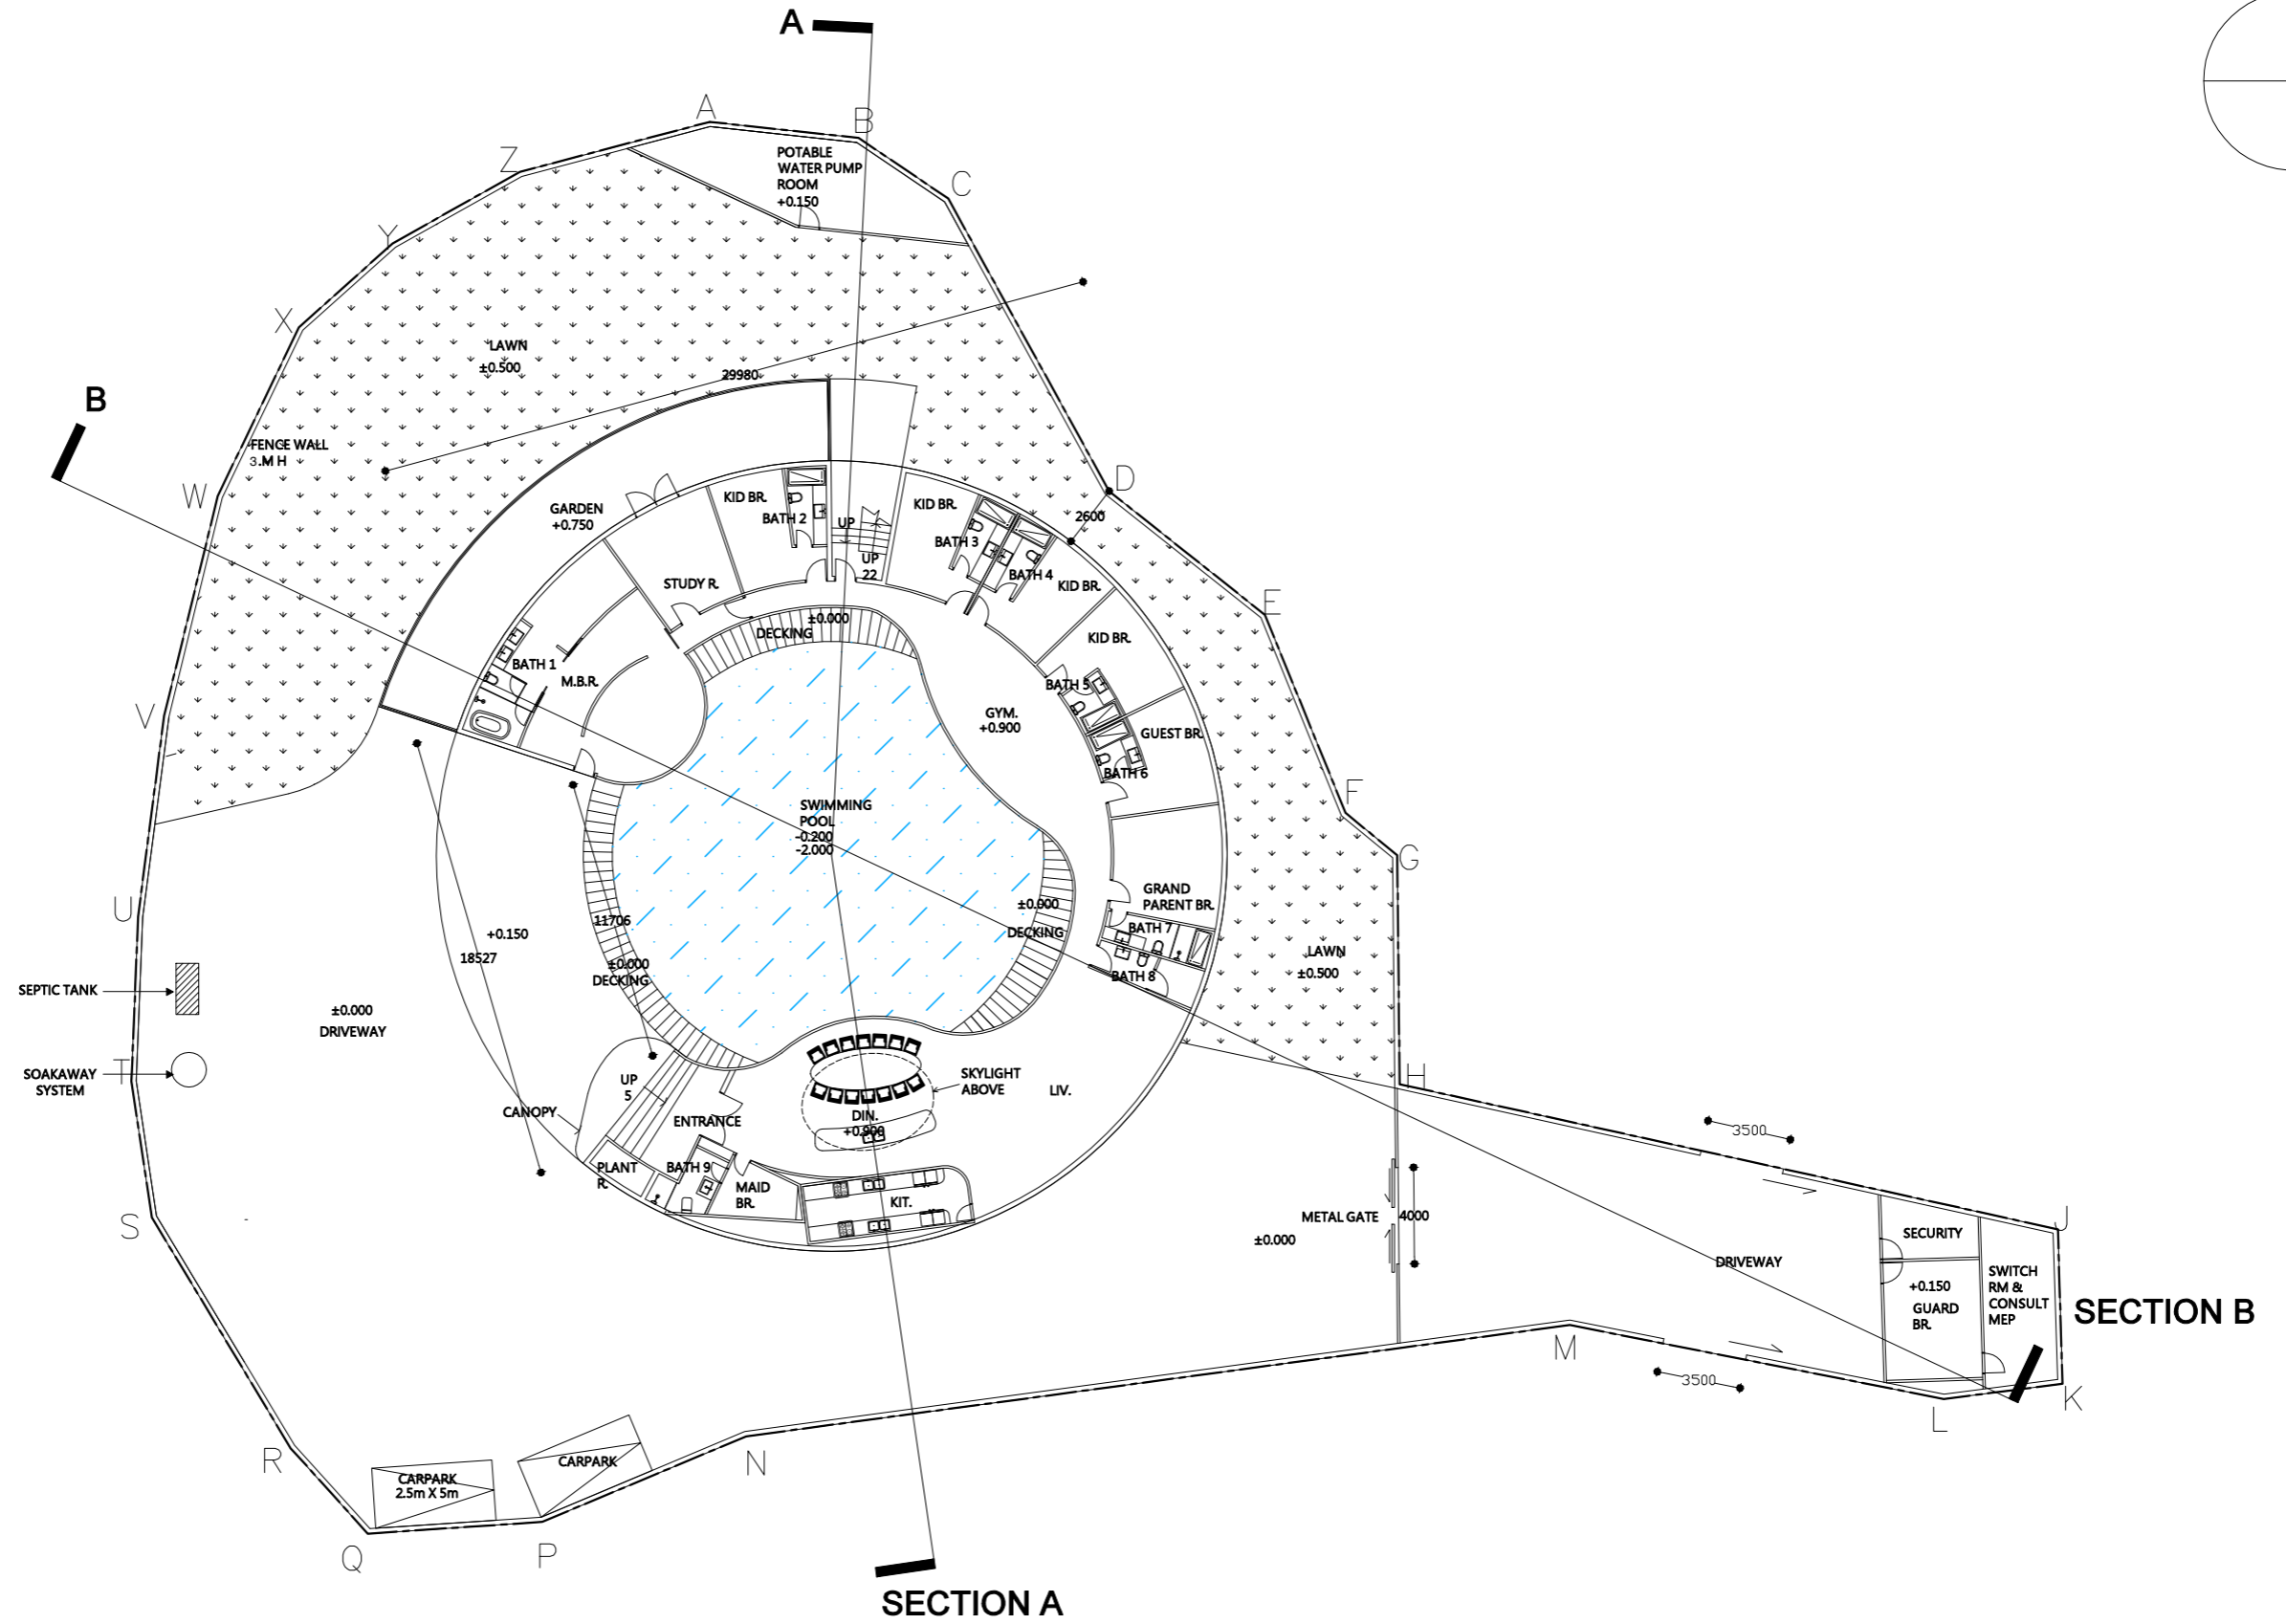 A
A
B
POTABLE
WATER PUMP
ROOM
+0.150
Z
C
Y
X
LAWN
±0.500
29980
B
FENCE WALL
3.M H
W
D
2600
GARDEN
+0.750
KID BR.
BATH 2
UP
UP
22
KID BR.
BATH 3
BATH 4
KID BR.
STUDY R.
E
±0.000
DECKING
KID BR.
BATH 1
M.B.R.
BATH 5
V
GYM.
+0.900
GUEST BR.
BATH 6
F
SWIMMING
POOL
-0.200
-2.000
G
U
GRAND
PARENT BR.
±0.000
DECKING
BATH 7
BATH 8
11706
+0.150
18527
±0.000
DECKING
LAWN
±0.500
SEPTIC TANK
±0.000
DRIVEWAY
T
SOAKAWAY
SYSTEM
UP
5
SKYLIGHT
ABOVE
LIV.
H
CANOPY
ENTRANCE
DIN.
+0.900
3500
PLANT
R.
BATH 9
MAID
BR.
KIT.
S
METAL GATE
4000
±0.000
J
SECURITY
DRIVEWAY
+0.150
GUARD
BR.
SWITCH
RM &
CONSULT
MEP
SECTION B
M
3500
K
L
R
N
CARPARK
CARPARK
2.5m X 5m
Q
P
SECTION A